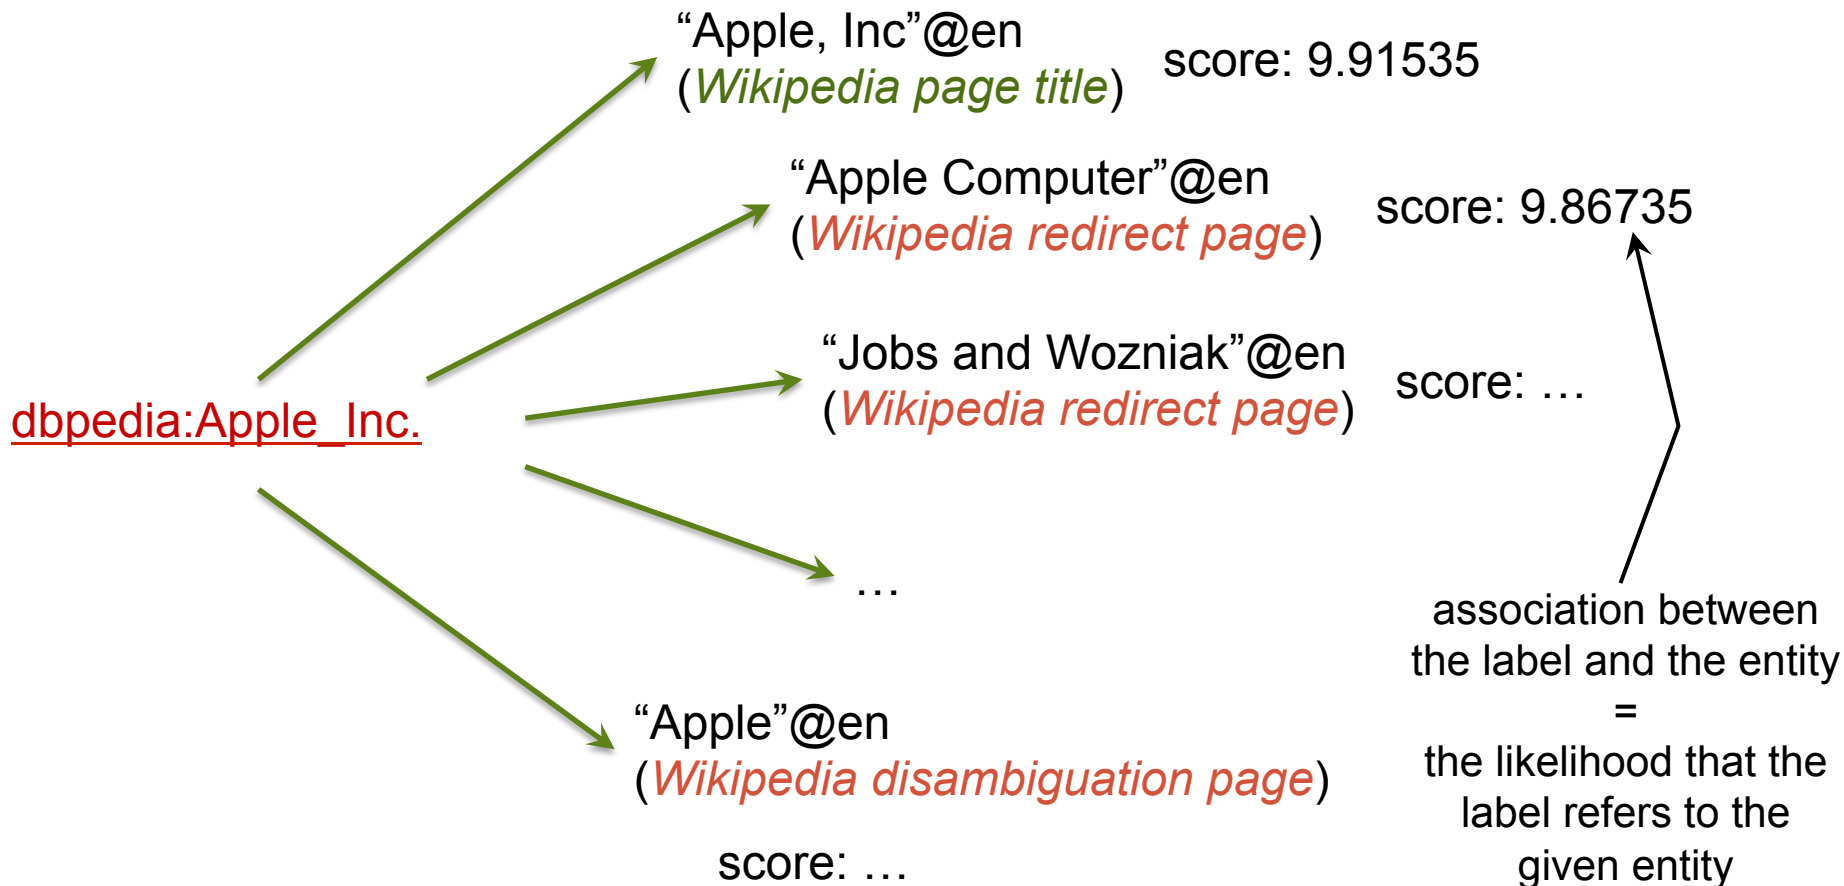 “Apple, Inc”@en
(Wikipedia page title)
score: 9.91535
“Apple Computer”@en
(Wikipedia redirect page)
score: 9.86735
“Jobs and Wozniak”@en
(Wikipedia redirect page)
score: …
dbpedia:Apple_Inc.
…
“Apple”@en
(Wikipedia disambiguation page)
score: …
association between
the label and the entity
=
the likelihood that the
label refers to the
given entity